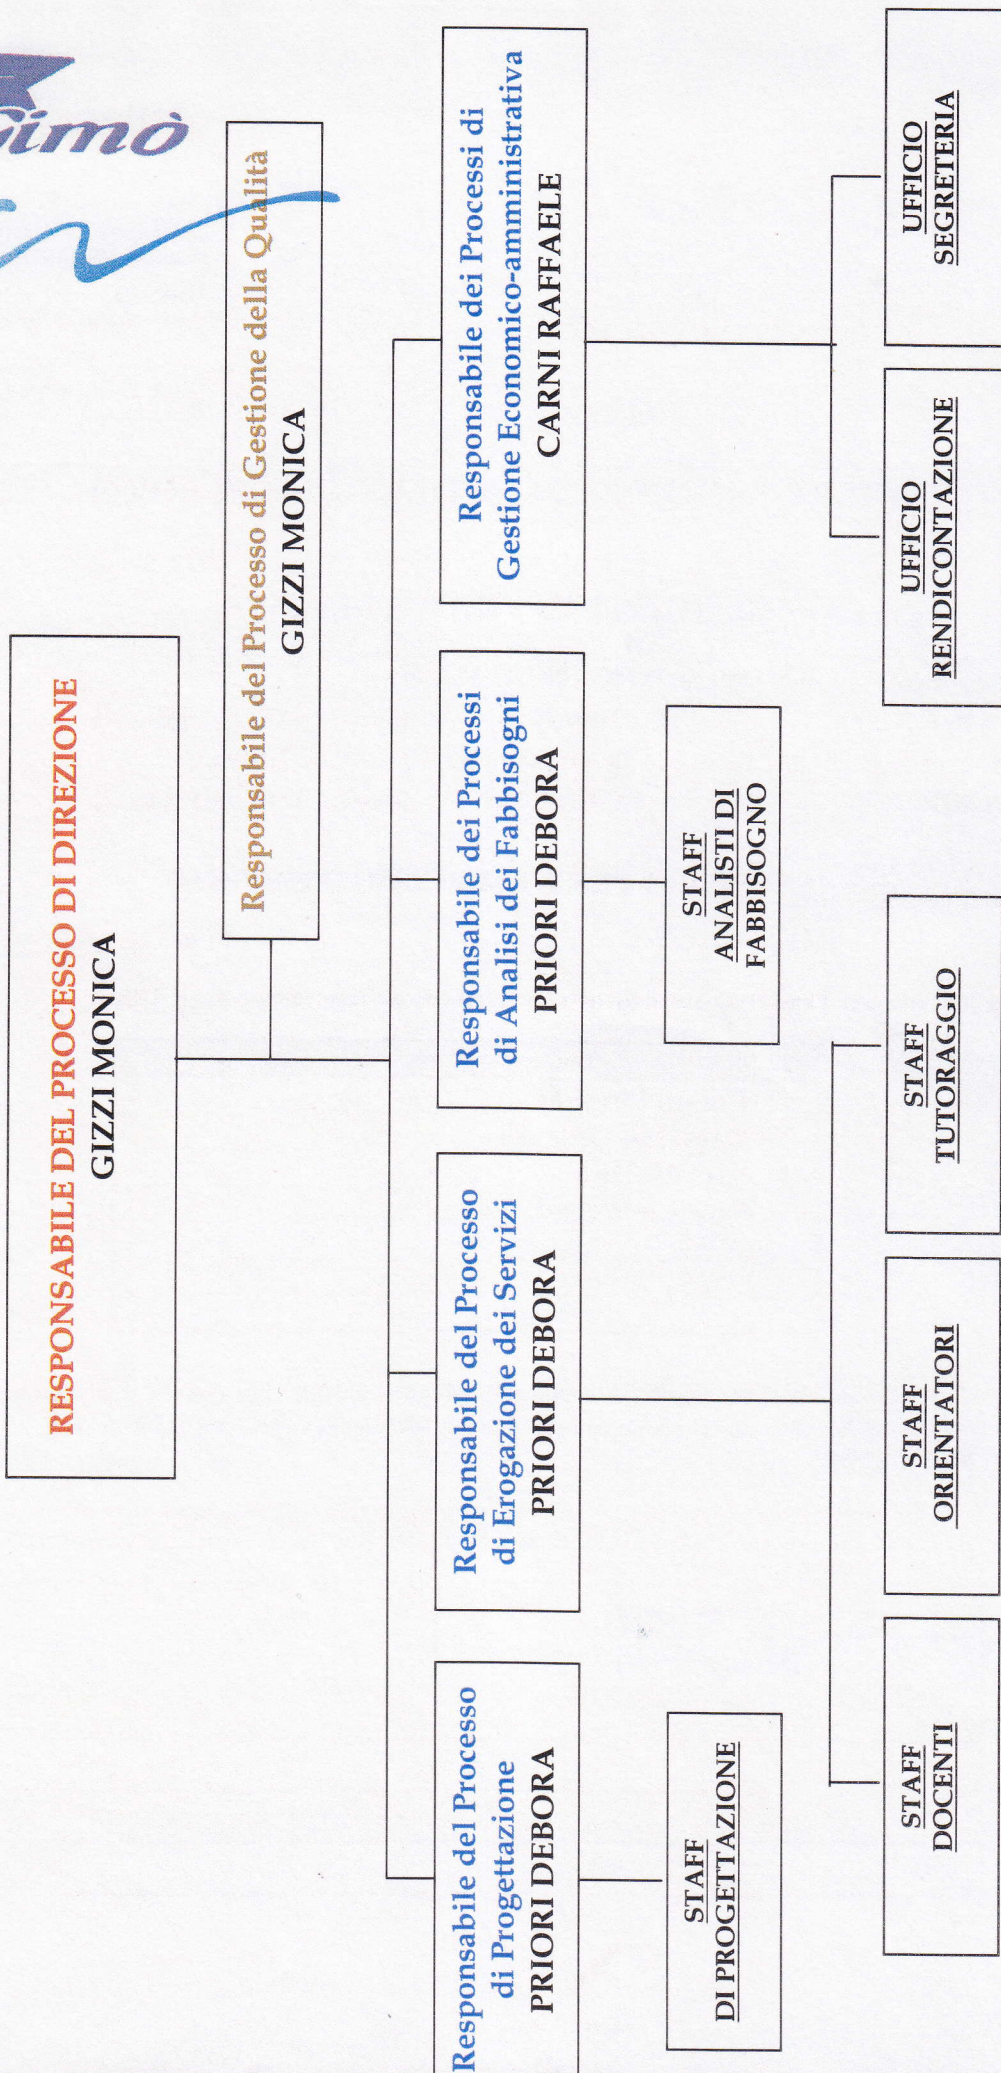 RESPONSABILE DEL PROCESSO DI DIREZIONE
GIZZI MONICA
Responsabile del Processo di Gestione della Qualità
GIZZI MONICA
Responsabile del Processo
di Progettazione
PRIORI DEBORA
Responsabile del Processo
di Erogazione dei Servizi
PRIORI DEBORA
Responsabile dei Processi
di Analisi dei Fabbisogni
PRIORI DEBORA
Responsabile dei Processi di
Gestione Economico-amministrativa
CARNI RAFFAELE
STAFF
DI PROGETTAZIONE
STAFF
ANALISTI DI
FABBISOGNO
STAFF
DOCENTI
STAFF
ORIENTATORI
STAFF
TUTORAGGIO
UFFICIO
RENDICONTAZIONE
UFFICIO
SEGRETERIA